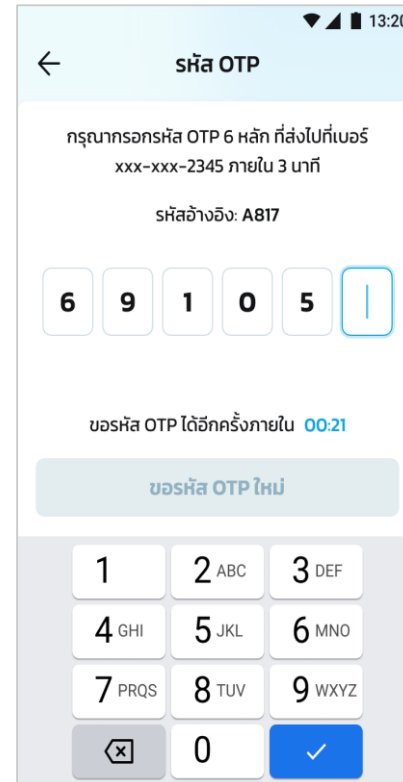 13:20
รหัส OTP
กรุณากรอกรหัส OTP 6 หลัก ที่ส่งไปที่เบอร์
xxx-xxx-2345 ภายใน 3 นาที
รหัสอ้างอิง: A817
6 9 1 0 5
ขอรหัส OTP ได้อีกครั้งภายใน 00:21
ขอรหัส OTP ใหม่
1 2 ABC 3 DEF
4 GHI 5 JKL 6 MNO
7 PRQS 8 TUV 9 WXYZ
0